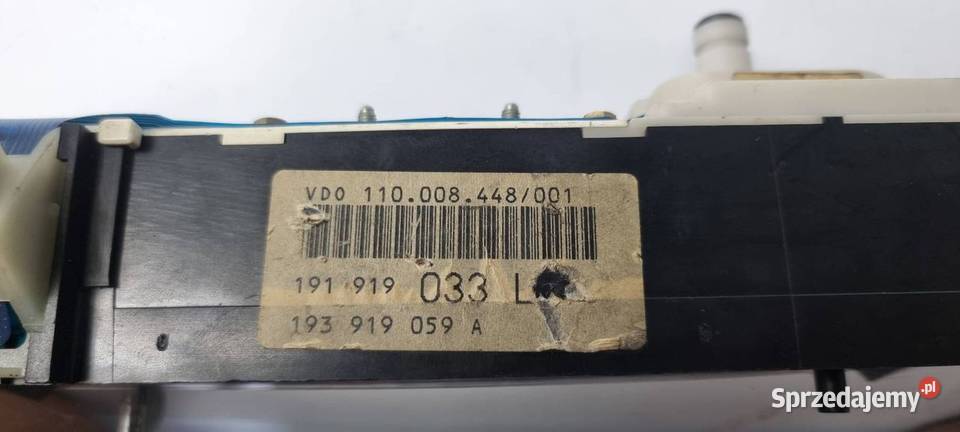 VDO 110.008.448/001
191 919 033 L
193 919 059 A
Sprzedajemy.pl